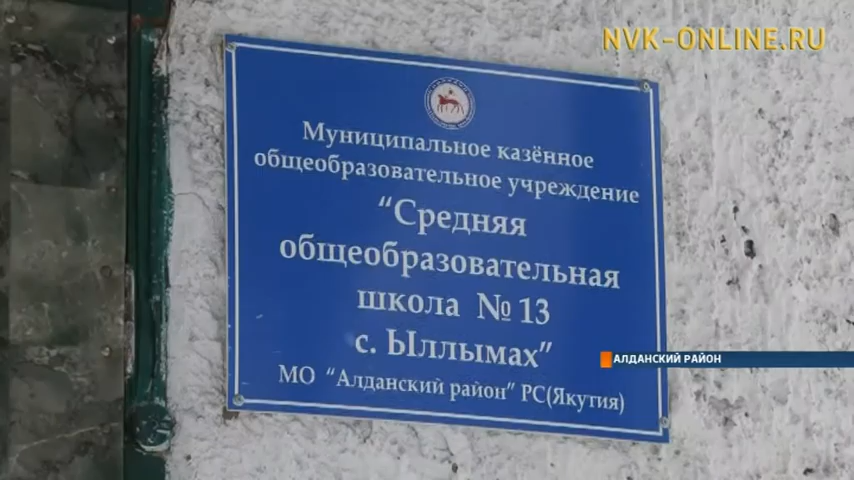 NVK-ONLINE.RU
Муниципальное казённое
общеобразовательное учреждение
“Средняя
общеобразовательная
школа № 13
с. Ыллымах”
МО “Алданский район” РС(Якутия)
АЛДАНСКИЙ РАЙОН